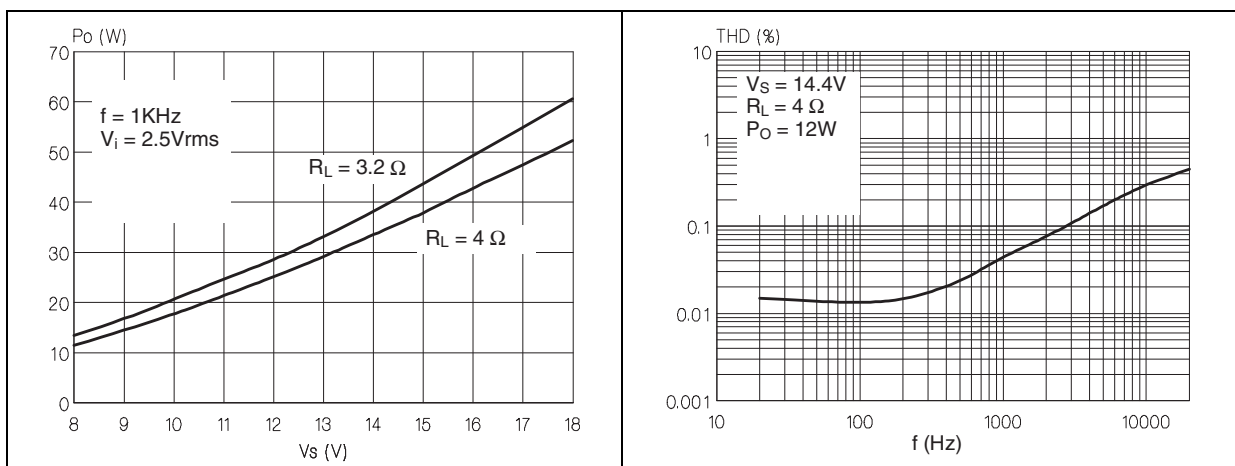 Po (W)
70
60
50
40
30
20
10
0
f = 1KHz
Vi = 2.5Vrms
RL = 3.2 Ω
RL = 4 Ω
8 9 10 11 12 13 14 15 16 17 18
Vs (V)
THD (%)
10
1
0.1
0.01
0.001
VS = 14.4V
RL = 4 Ω
PO = 12W
10 100 1000 10000
f (Hz)